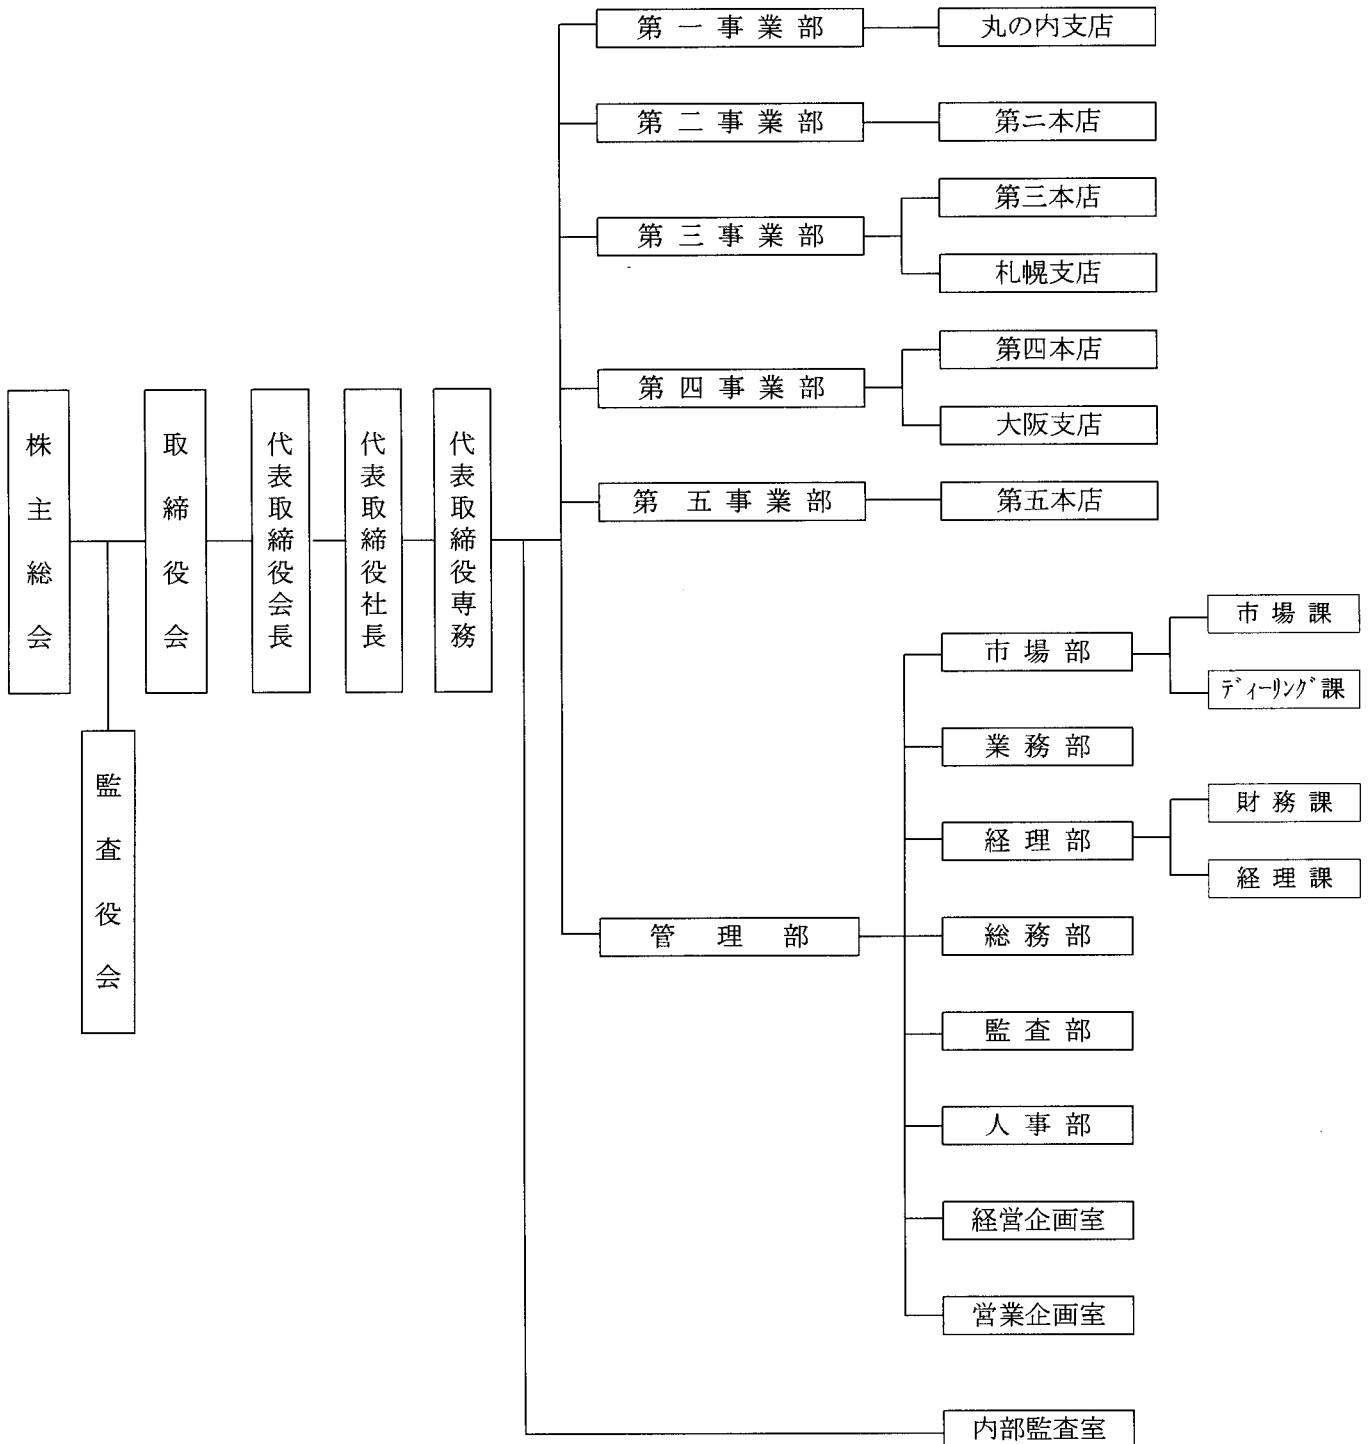 株主総会
監査役会
取締役会
代表取締役会長
代表取締役社長
代表取締役専務
第一事業部
丸の内支店
第二事業部
第二本店
第三事業部
第三本店
札幌支店
第四事業部
第四本店
大阪支店
第五事業部
第五本店
管理部
市場部
市場課
ディーリング課
業務部
経理部
財務課
経理課
総務部
監査部
人事部
経営企画室
営業企画室
内部監査室